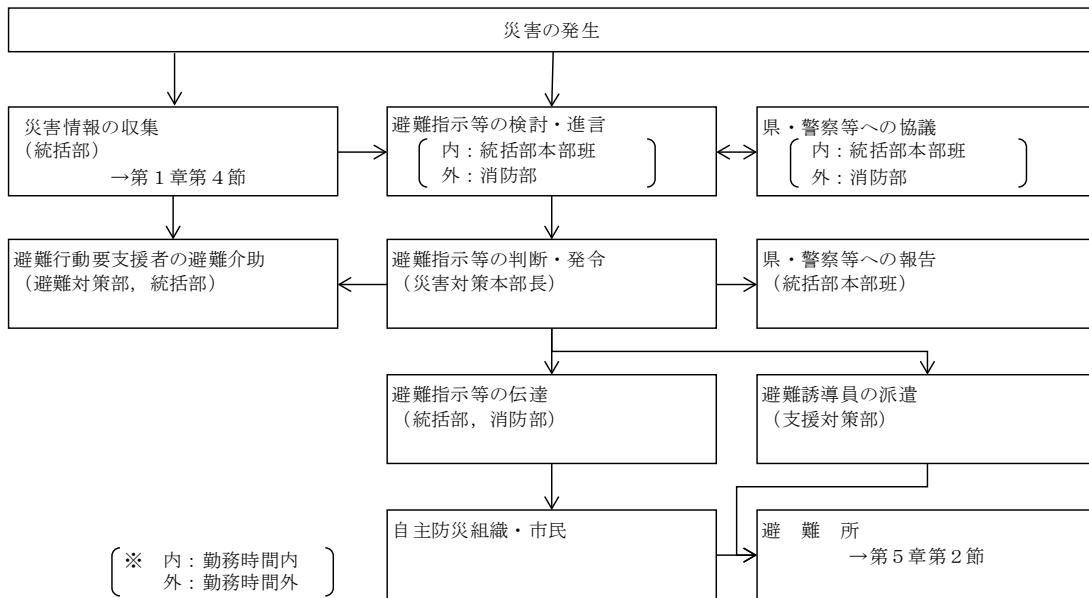 災害の発生
災害情報の収集
（統括部）
→第１章第４節
避難指示等の検討・進言
内：統括部本部班
外：消防部
県・警察等への協議
内：統括部本部班
外：消防部
避難行動要支援者の避難介助
（避難対策部，統括部）
避難指示等の判断・発令
（災害対策本部長）
県・警察等への報告
（統括部本部班）
避難指示等の伝達
（統括部，消防部）
避難誘導員の派遣
（支援対策部）
自主防災組織・市民
避　難　所
→第５章第２節
※　内：勤務時間内
外：勤務時間外